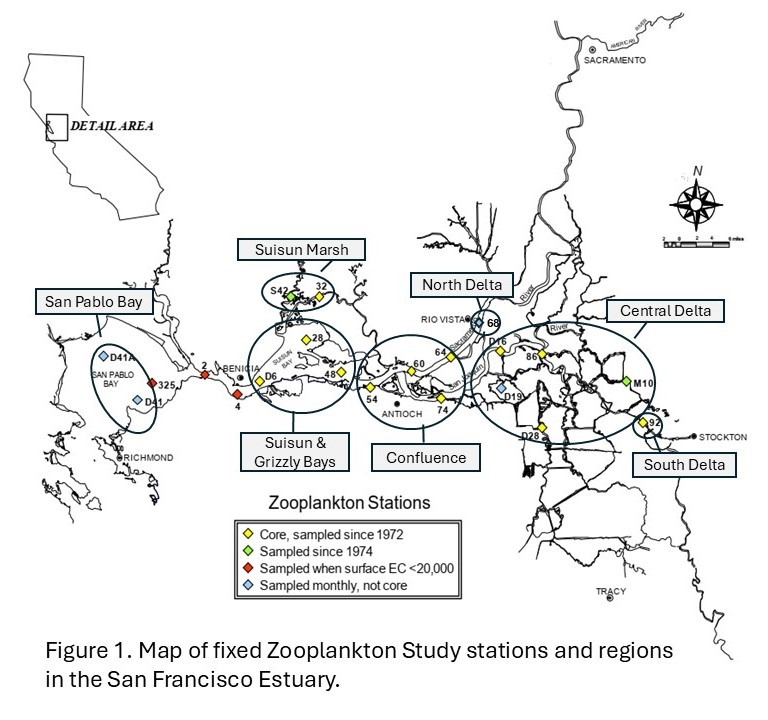 AMERICAN RIVER
SACRAMENTO
DETAIL AREA
N
2 0 2 4 6 miles
Suisun Marsh
S42
32
North Delta
River
San Pablo Bay
Central Delta
RIO VISTA
68
Sacramento
River
D41A
28
D16
SUISUN BAY
64
86
2
BENICIA
60
SAN PABLO BAY
325
D6
48
San Joaquin
M10
D41
4
54
74
D19
ANTIOCH
92
D28
STOCKTON
RICHMOND
Suisun &
Grizzly Bays
Confluence
South Delta
Zooplankton Stations
Core, sampled since 1972
Sampled since 1974
Sampled when surface EC <20,000
Sampled monthly, not core
TRACY
Figure 1. Map of fixed Zooplankton Study stations and regions
in the San Francisco Estuary.